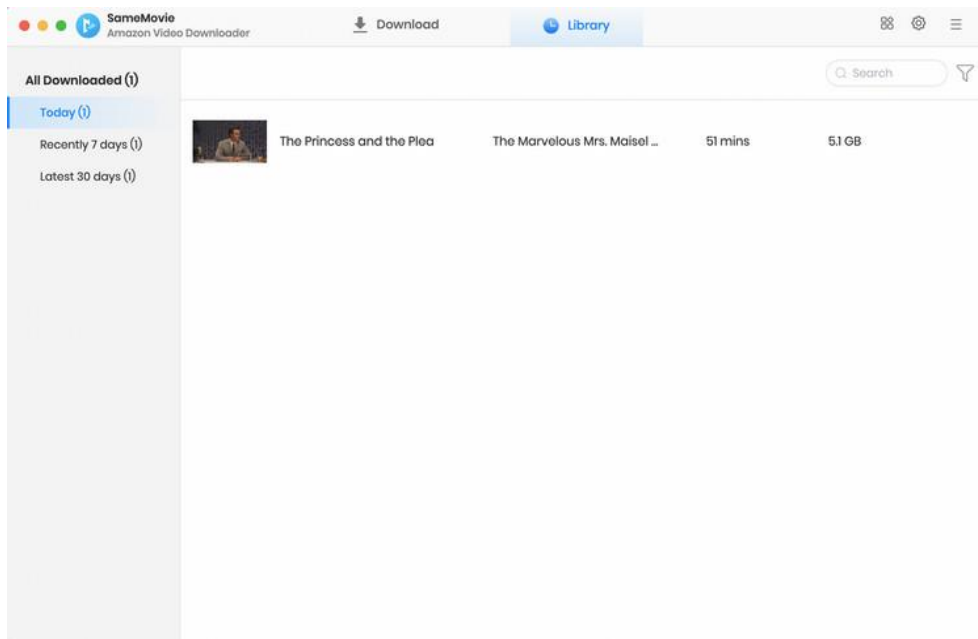 SameMovie
Amazon Video Downloader
Download
Library
All Downloaded (1)
Today (1)
Recently 7 days (1)
Latest 30 days (1)
Search
The Princess and the Plea
The Marvelous Mrs. Maisel ...
51 mins
5.1 GB